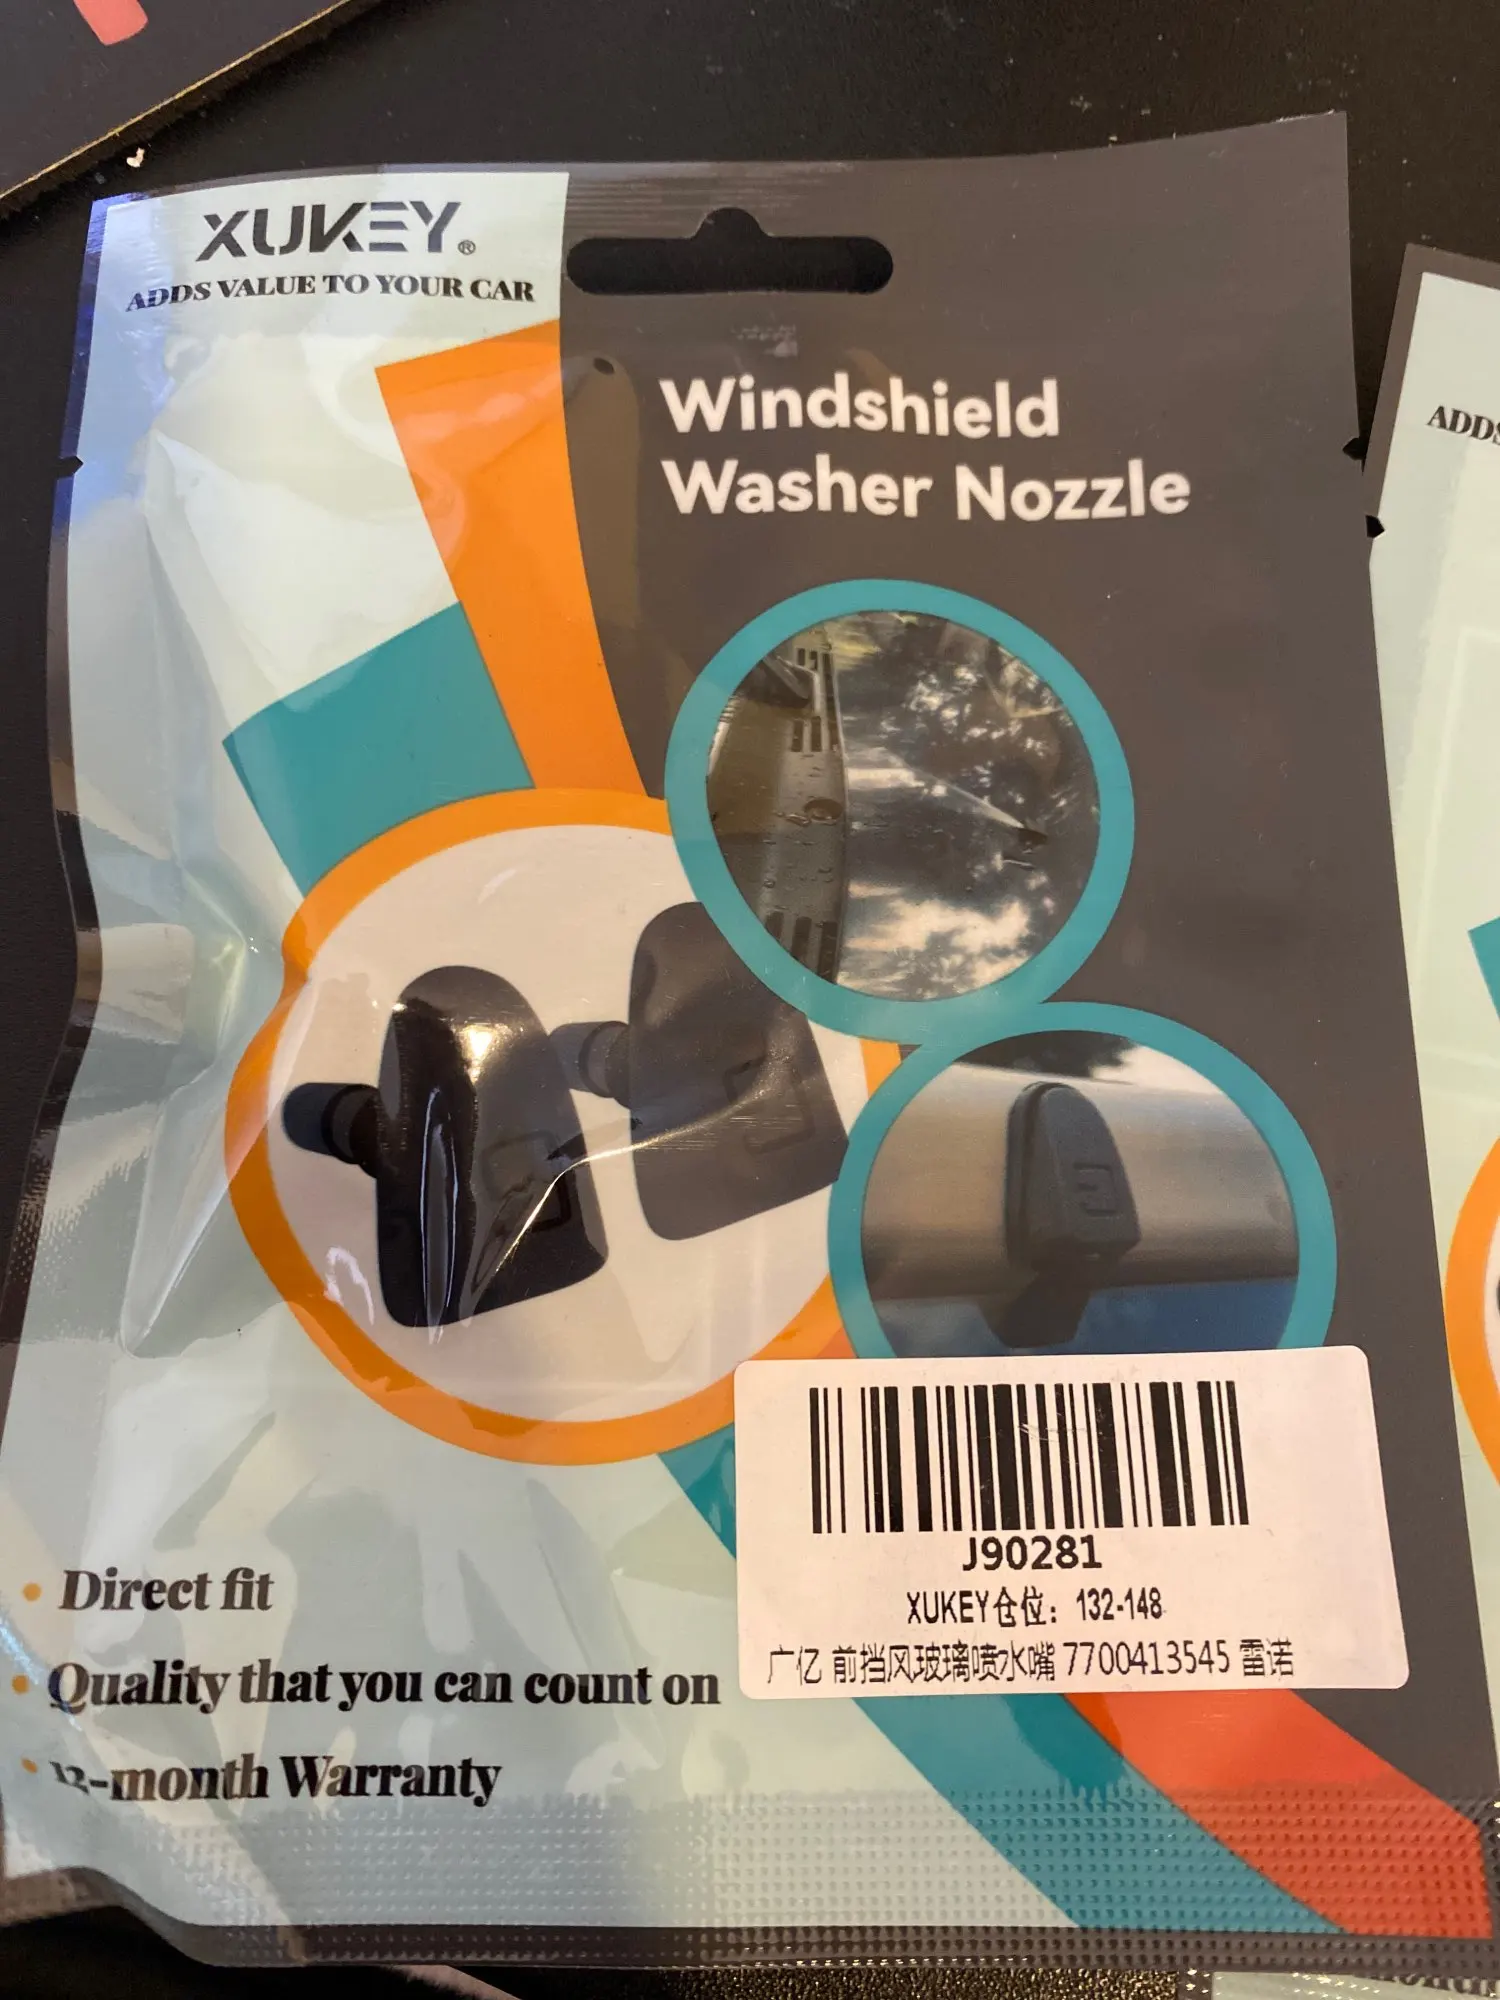 XUKEY®
ADDS VALUE TO YOUR CAR
Windshield
Washer Nozzle
ADDS
J90281
XUKEY仓位：132-148
广亿 前挡风玻璃喷水嘴 7700413545 雷诺
Direct fit
Quality that you can count on
12-month Warranty